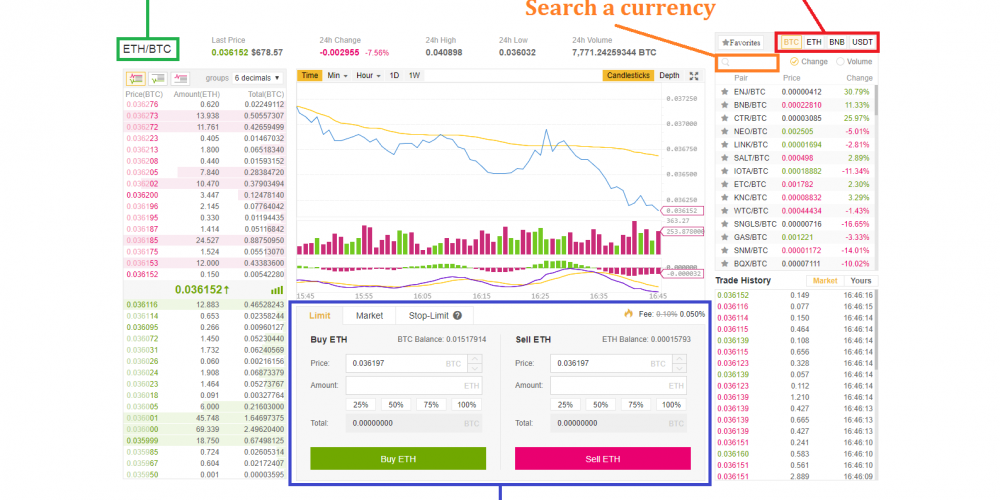 Search a currency
ETH/BTC
Last Price
0.036152 $678.57
24h Change
-0.002955 -7.56%
24h High
0.040898
24h Low
0.036032
24h Volume
7,771.24259344 BTC
Favorites
BTC ETH BNB USDT
Change Volume
groups 6 decimals
Price(BTC) Amount(ETH) Total(BTC)
0.036276 0.620 0.02249112
0.036273 13.938 0.50557307
0.036272 11.761 0.42659499
0.036223 0.405 0.01467032
0.036213 1.800 0.06518340
0.036208 0.440 0.01593152
0.036205 7.840 0.28384720
0.036202 10.470 0.37903494
0.036200 3.447 0.12478140
0.036196 2.145 0.07764042
0.036195 0.330 0.01194435
0.036187 1.414 0.05116842
0.036185 24.527 0.88750950
0.036175 1.524 0.05513070
0.036153 12.000 0.43383600
0.036152 0.150 0.00542280
0.036152↑
0.036116 12.883 0.46528243
0.036114 0.653 0.02358244
0.036095 0.266 0.00960127
0.036072 1.450 0.05230440
0.036031 1.732 0.06240569
0.036026 0.060 0.00216156
0.036024 1.908 0.06873379
0.036023 1.464 0.05273767
0.036018 0.091 0.00327764
0.036005 6.000 0.21603000
0.036001 45.748 1.64697375
0.036000 69.339 2.49620400
0.035999 18.750 0.67498125
0.035985 0.724 0.02605314
0.035967 0.604 0.02172407
0.035950 0.001 0.00003595
Time Min Hour 1D 1W
Candlesticks Depth
0.037250
0.037000
0.036750
0.036500
0.036250
0.036152
363.27
253.878000
0.000000
-0.000032
15:45 15:55 16:05 16:15 16:25 16:35 16:45
Limit Market Stop-Limit ?
Fee: 0.10% 0.050%
Buy ETH BTC Balance: 0.01517914
Price: 0.036197 BTC
Amount: ETH
25% 50% 75% 100%
Total: 0.00000000 BTC
Buy ETH
Sell ETH ETH Balance: 0.00015793
Price: 0.036197 BTC
Amount: ETH
25% 50% 75% 100%
Total: 0.00000000 BTC
Sell ETH
Pair Price Change
ENJ/BTC 0.00000412 30.79%
BNB/BTC 0.00022810 11.33%
CTR/BTC 0.00003085 25.97%
NEO/BTC 0.002505 -5.01%
LINK/BTC 0.00001694 -2.81%
SALT/BTC 0.000498 2.89%
IOTA/BTC 0.00018882 -11.34%
ETC/BTC 0.001782 2.30%
KNC/BTC 0.00008832 3.29%
WTC/BTC 0.00044434 -1.43%
SNGLS/BTC 0.00000716 -16.65%
GAS/BTC 0.001221 -3.33%
SNM/BTC 0.00001172 -14.01%
BQX/BTC 0.00007111 -10.02%
Trade History Market Yours
0.036152 0.149 16:46:16
0.036116 0.077 16:46:15
0.036114 0.150 16:46:14
0.036115 0.464 16:46:14
0.036139 0.108 16:46:14
0.036115 0.656 16:46:14
0.036123 0.328 16:46:14
0.036139 0.057 16:46:14
0.036123 0.112 16:46:14
0.036139 1.210 16:46:14
0.036139 0.427 16:46:13
0.036139 0.665 16:46:13
0.036139 0.427 16:46:13
0.036151 0.241 16:46:10
0.036160 0.583 16:46:10
0.036151 0.561 16:46:10
0.036151 2.889 16:46:09